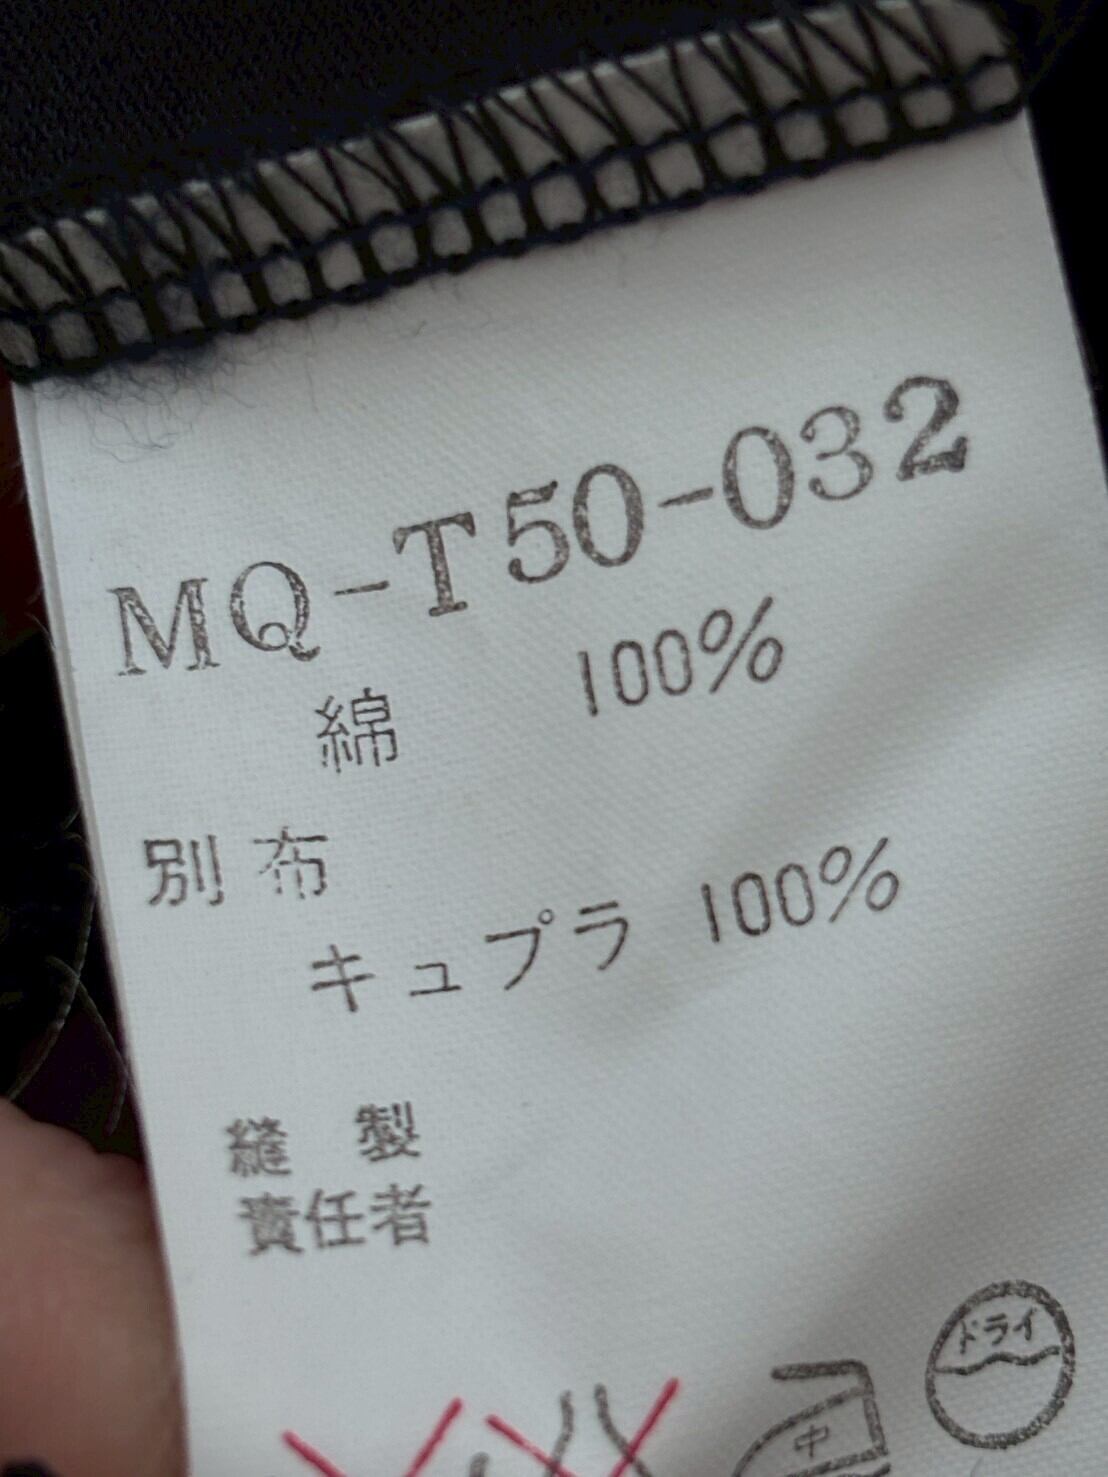 MQ-T50-032
綿 100%
別布
キュプラ 100%
縫製
責任者
ドライ
中